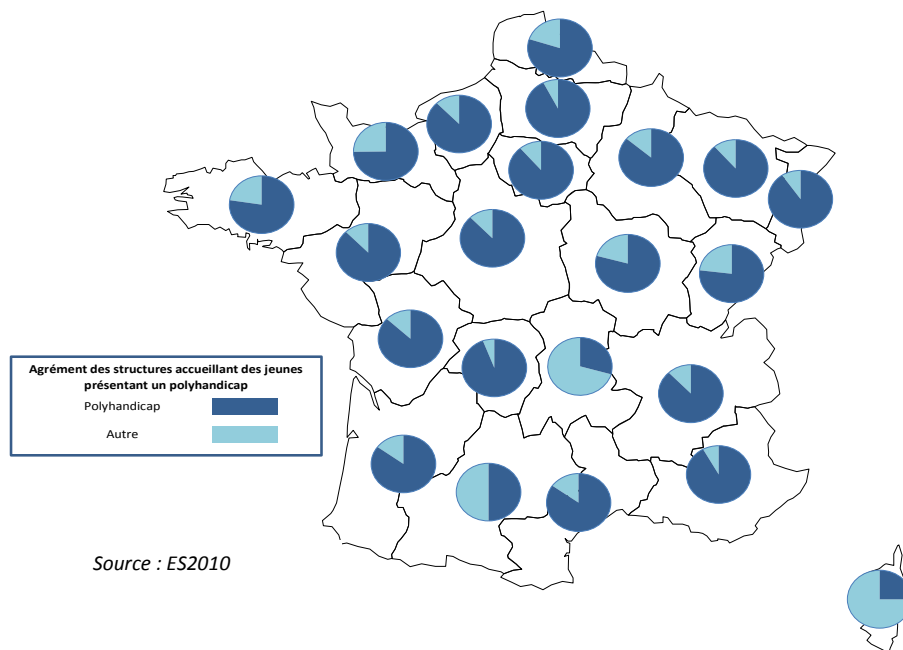 Agrément des structures accueillant des jeunes
présentant un polyhandicap
Polyhandicap
Autre
Source : ES2010